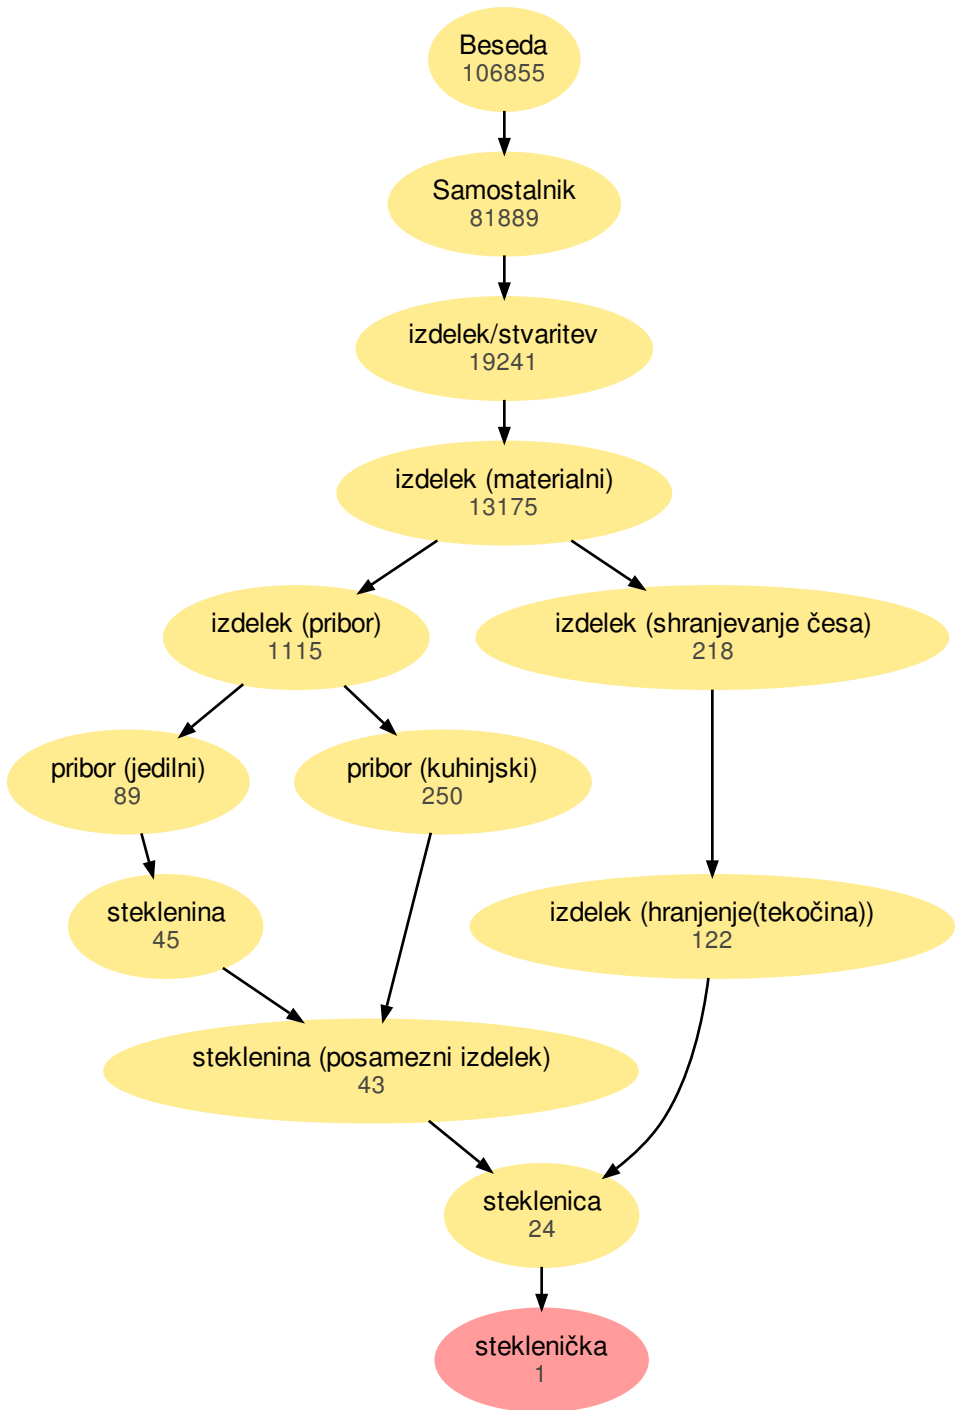 Beseda
106855
Samostalnik
81889
izdelek/stvaritev
19241
izdelek (materialni)
13175
izdelek (pribor)
1115
izdelek (shranjevanje česa)
218
pribor (jedilni)
89
pribor (kuhinjski)
250
steklenina
45
izdelek (hranjenje(tekočina))
122
steklenina (posamezni izdelek)
43
steklenica
24
steklenička
1